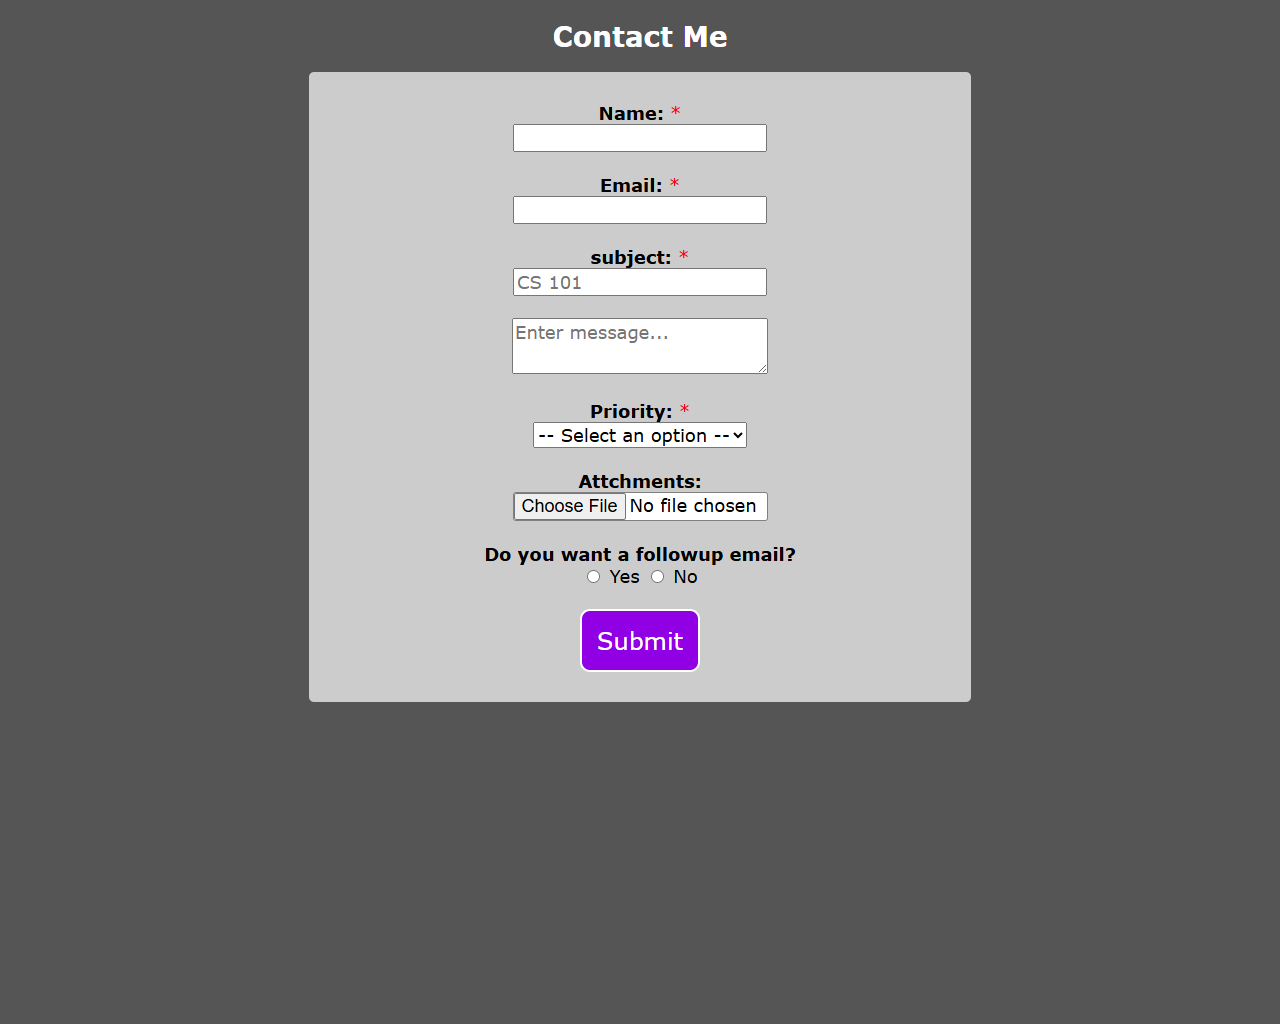 Contact Me
Name: *
Email: *
subject: *
CS 101
Enter message...
Priority: *
-- Select an option --
Attchments:
Choose File No file chosen
Do you want a followup email?
Yes No
Submit